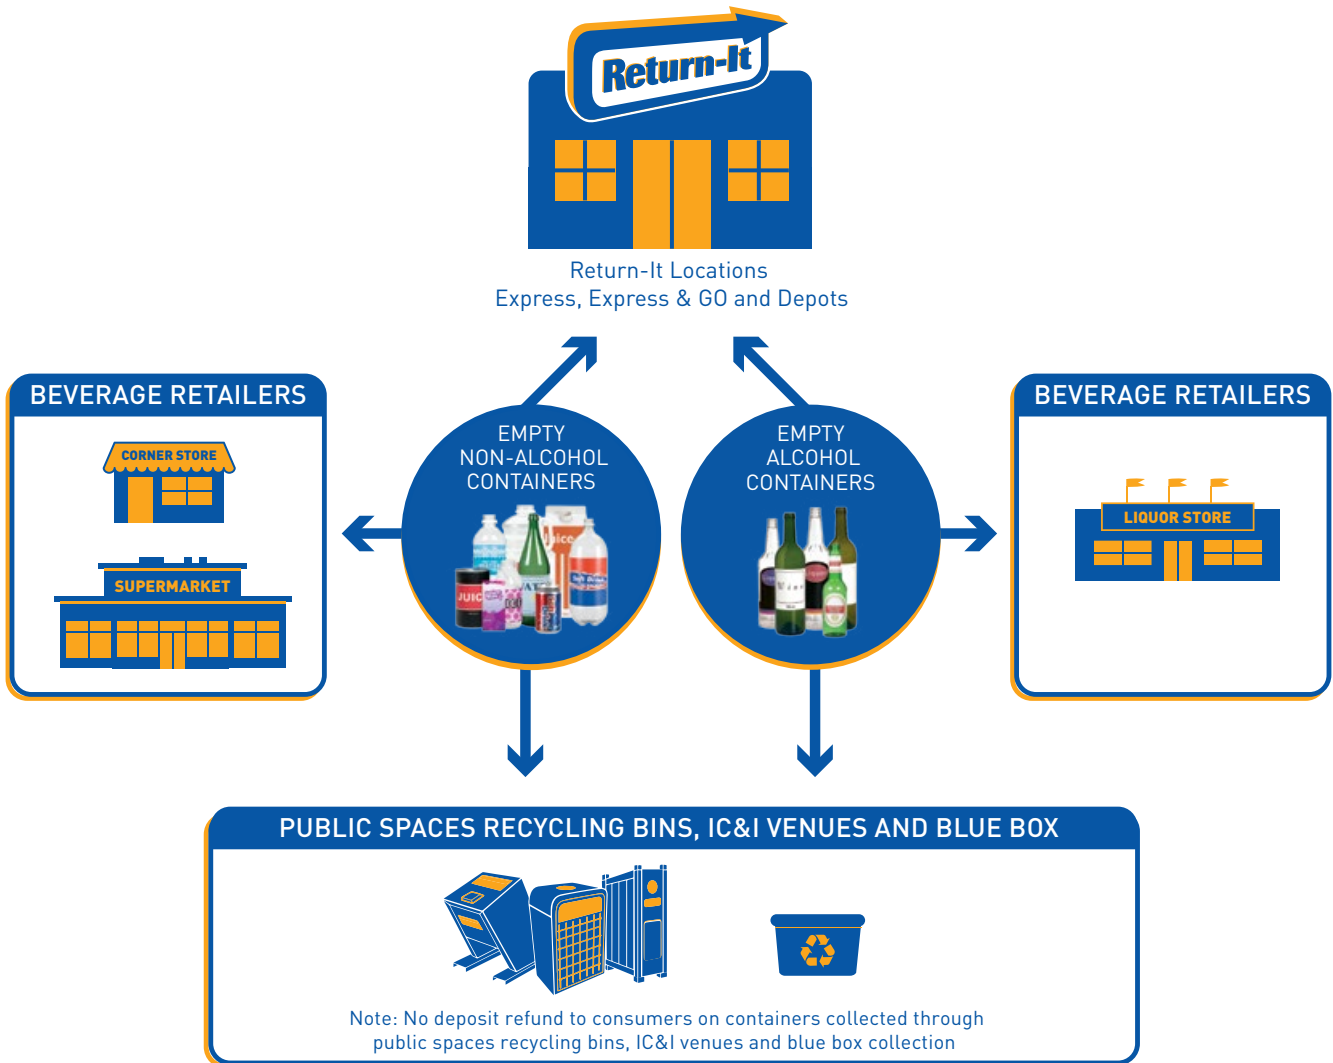 Return-It
Return-It Locations
Express, Express & GO and Depots
BEVERAGE RETAILERS
CORNER STORE
SUPERMARKET
EMPTY
NON-ALCOHOL
CONTAINERS
JUIC
EMPTY
ALCOHOL
CONTAINERS
Wine
BEVERAGE RETAILERS
LIQUOR STORE
PUBLIC SPACES RECYCLING BINS, IC&I VENUES AND BLUE BOX
Note: No deposit refund to consumers on containers collected through
public spaces recycling bins, IC&I venues and blue box collection